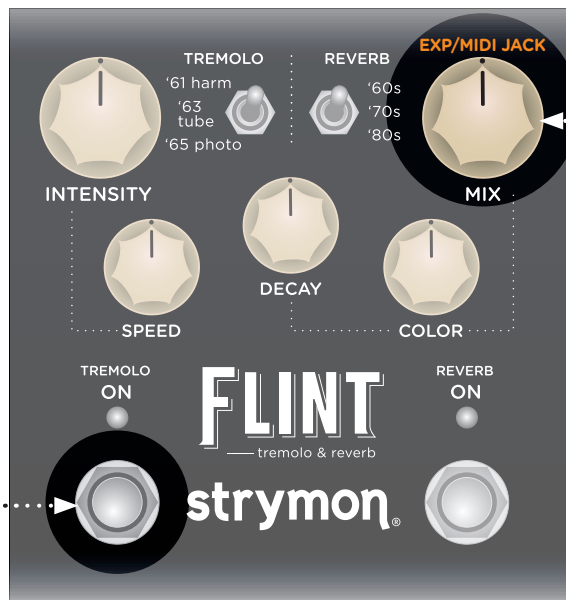 EXP/MIDI JACK
TREMOLO
REVERB
‘61 harm
‘63
tube
‘65 photo
‘60s
‘70s
‘80s
INTENSITY
MIX
DECAY
SPEED
COLOR
TREMOLO
ON
REVERB
ON
FLINT
tremolo & reverb
strymon®